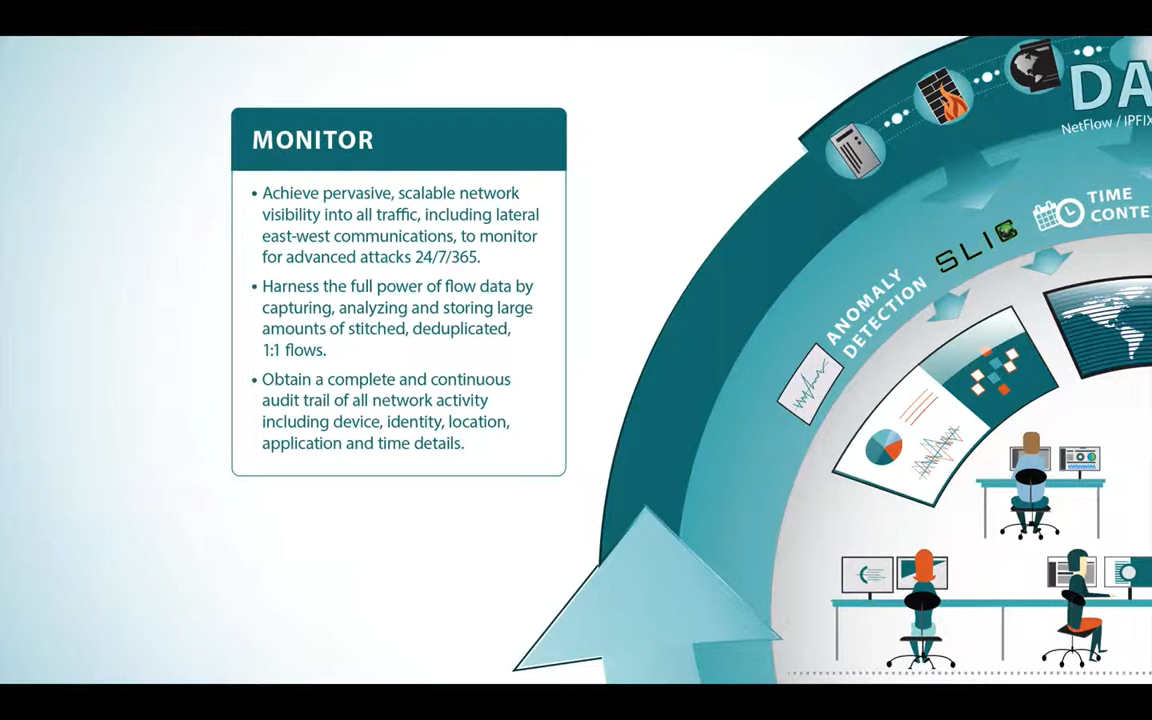 MONITOR
• Achieve pervasive, scalable network
visibility into all traffic, including lateral
east-west communications, to monitor
for advanced attacks 24/7/365.
• Harness the full power of flow data by
capturing, analyzing and storing large
amounts of stitched, deduplicated,
1:1 flows.
• Obtain a complete and continuous
audit trail of all network activity
including device, identity, location,
application and time details.
DA
NetFlow / IPFIX
TIME
CONTE
SLIC
ANOMALY
DETECTION